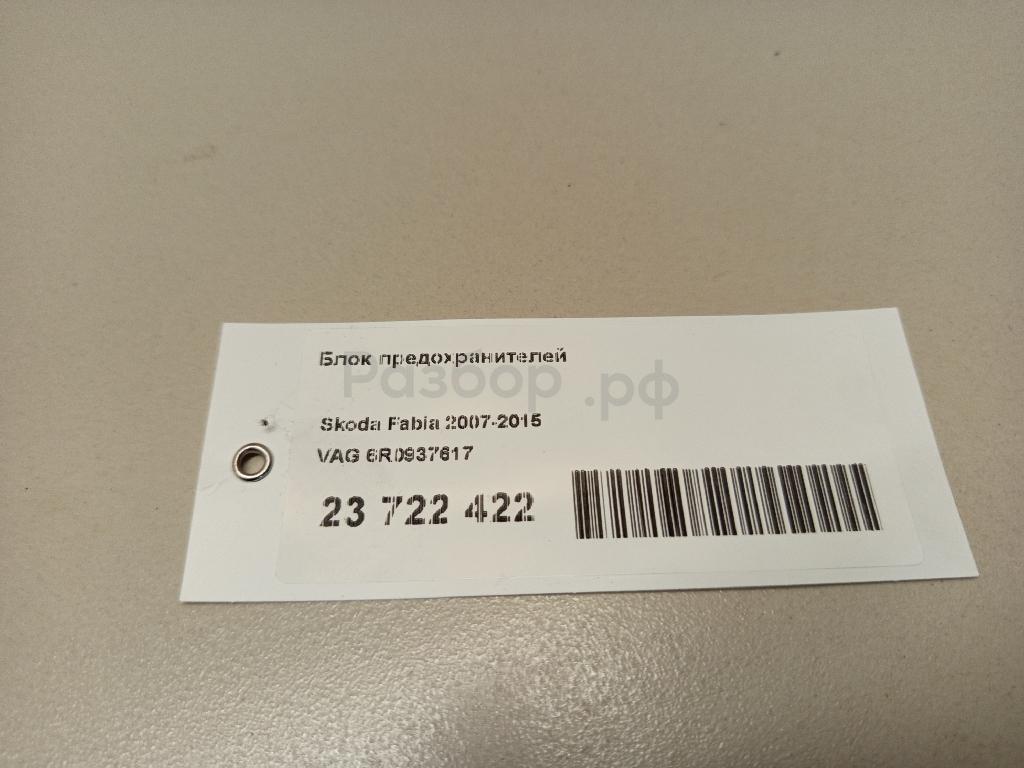 Блок предохранителей
Разбор.рф
Skoda Fabia 2007-2015
VAG 6R0937617
23 722 422